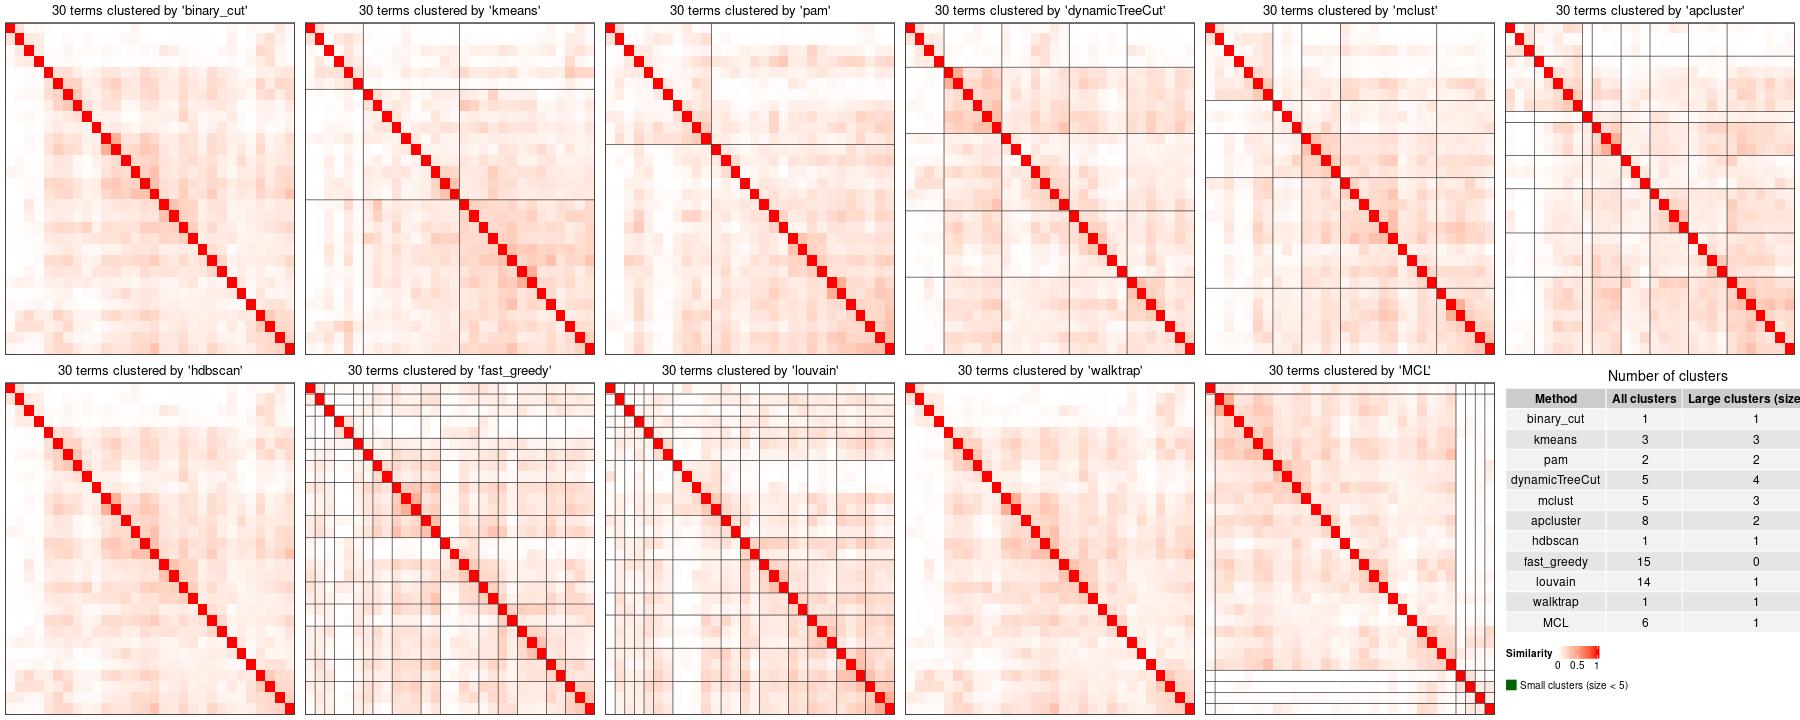 30 terms clustered by 'binary_cut'
30 terms clustered by 'kmeans'
30 terms clustered by 'pam'
30 terms clustered by 'dynamicTreeCut'
30 terms clustered by 'mclust'
30 terms clustered by 'apcluster'
30 terms clustered by 'hdbscan'
30 terms clustered by 'fast_greedy'
30 terms clustered by 'louvain'
30 terms clustered by 'walktrap'
30 terms clustered by 'MCL'
Number of clusters
Method All clusters Large clusters (size
binary_cut 1 1
kmeans 3 3
pam 2 2
dynamicTreeCut 5 4
mclust 5 3
apcluster 8 2
hdbscan 1 1
fast_greedy 15 0
louvain 14 1
walktrap 1 1
MCL 6 1
Similarity
0 0.5 1
Small clusters (size < 5)